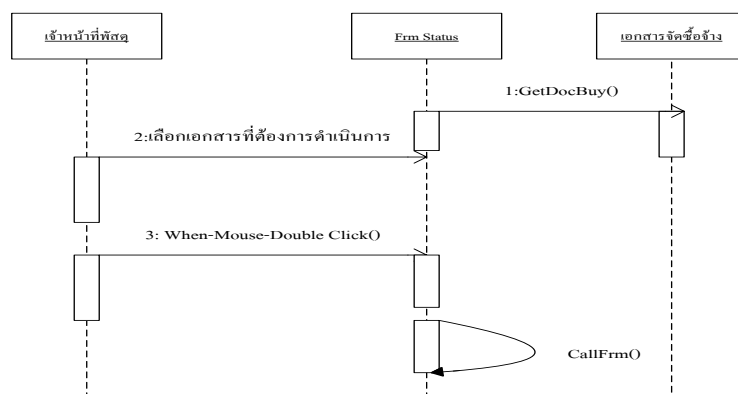 เจ้าหน้าที่พัสดุ
Frm Status
เอกสารจัดซื้อจ้าง
1:GetDocBuy()
2:เลือกเอกสารที่ต้องการดำเนินการ
3: When-Mouse-Double Click()
CallFrm()